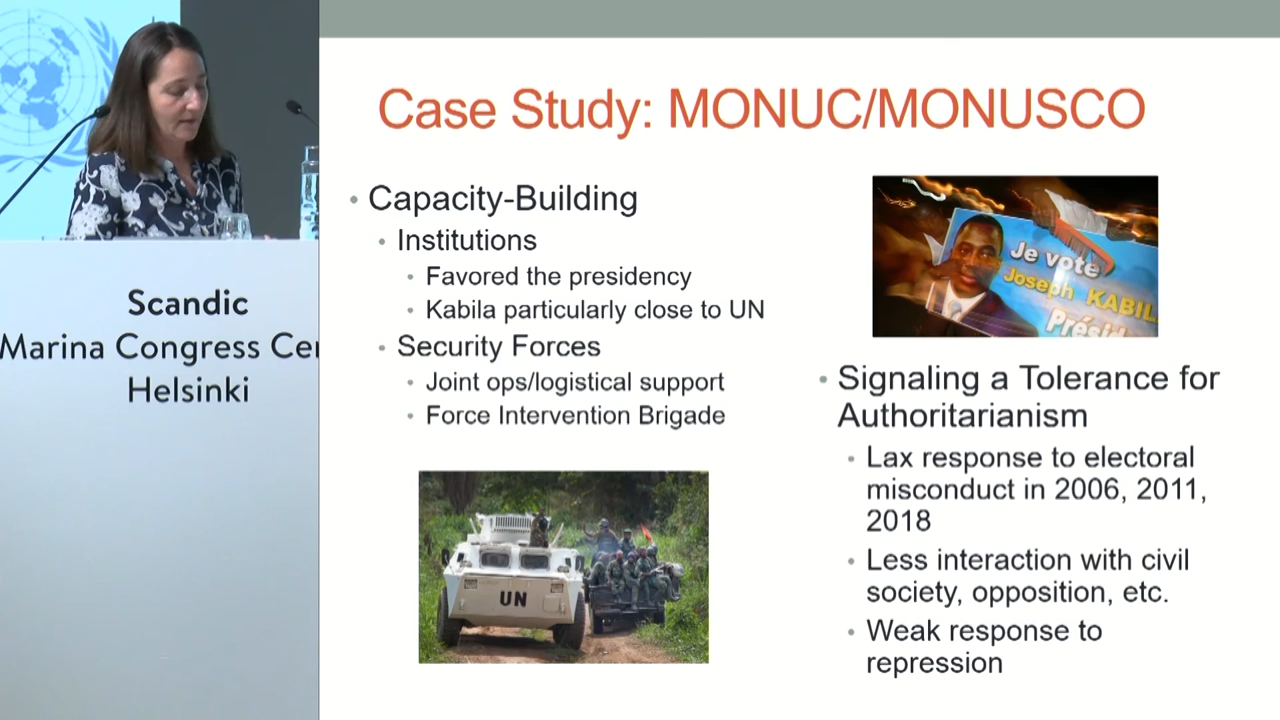 Scandic
Marina Congress Ce
Helsinki
Case Study: MONUC/MONUSCO
• Capacity-Building
• Institutions
• Favored the presidency
• Kabila particularly close to UN
• Security Forces
• Joint ops/logistical support
• Force Intervention Brigade
UN
Je vote
Joseph KABIL
Présid
• Signaling a Tolerance for
Authoritarianism
• Lax response to electoral
misconduct in 2006, 2011,
2018
• Less interaction with civil
society, opposition, etc.
• Weak response to
repression